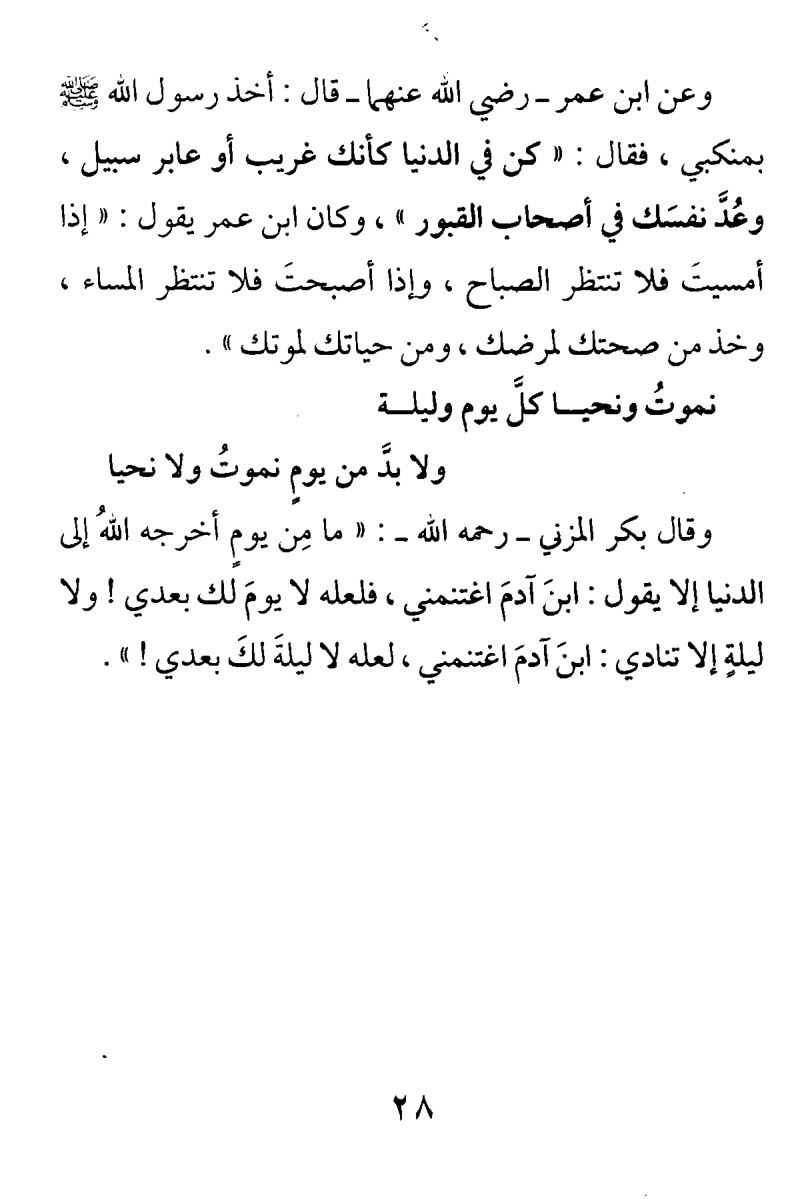 وعن ابن عمر ـ رضي الله عنهما ـ قال : أخذ رسول الله ﷺ
بمنكبي ، فقال : « كن في الدنيا كأنك غريب أو عابر سبيل ،
وعُدَّ نفسَك في أصحاب القبور » ، وكان ابن عمر يقول : « إذا
أمسيتَ فلا تنتظر الصباح ، وإذا أصبحتَ فلا تنتظر المساء ،
وخذ من صحتك لمرضك ، ومن حياتك لموتك » .
نموتُ ونحيـــا كلَّ يوم وليلـــة
ولا بدَّ من يومٍ نموتُ ولا نحيا
وقال بكر المزني ـ رحمه الله ـ : « ما مِن يومٍ أخرجه اللهُ إلى
الدنيا إلا يقول : ابنَ آدمَ اغتنمني ، فلعله لا يومَ لك بعدي ! ولا
ليلةٍ إلا تنادي : ابنَ آدمَ اغتنمني ، لعله لا ليلةَ لكَ بعدي ! » .
٢٨